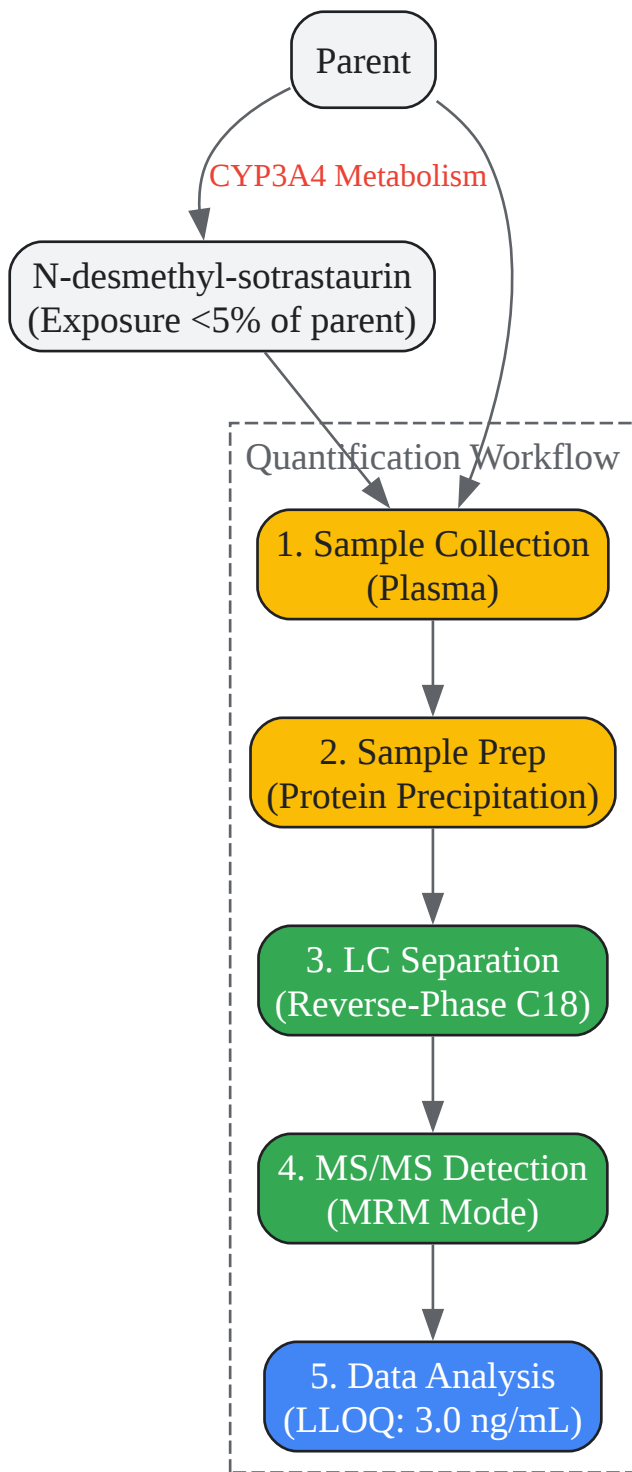 Parent
CYP3A4 Metabolism
N-desmethyl-sotrastaurin
(Exposure <5% of parent)
Quantification Workflow
1. Sample Collection
(Plasma)
2. Sample Prep
(Protein Precipitation)
3. LC Separation
(Reverse-Phase C18)
4. MS/MS Detection
(MRM Mode)
5. Data Analysis
(LLOQ: 3.0 ng/mL)